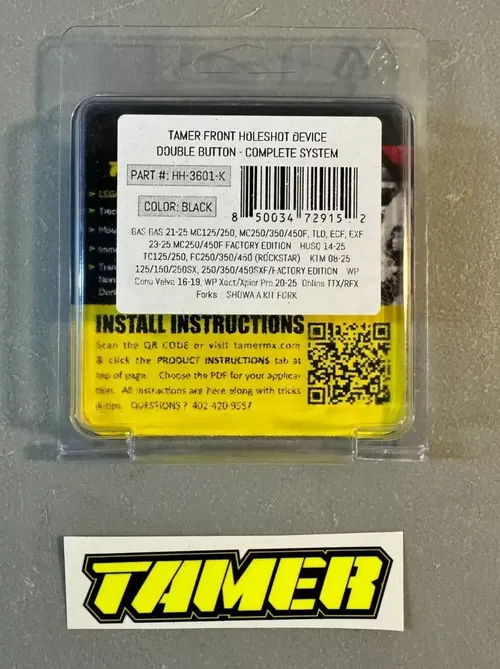 TAMER FRONT HOLESHOT DEVICE
DOUBLE BUTTON - COMPLETE SYSTEM
PART #: HH-3601-K
COLOR: BLACK
8 50034 72915 2
GAS GAS 21-25 MC125/250, MC250/350/450F, TLD, ECF, EXF
23-25 MC250/450F FACTORY EDITION HUSQ 14-25
TC125/250, FC250/350/450 (ROCKSTAR) KTM 08-25
125/150/250SX, 250/350/450SXF/FACTORY EDITION WP
Conv Valve 16-19, WP Xact/Xplor Pro 20-25 Ohlins TTX/RFX
Forks SHOWA A KIT FORK
INSTALL INSTRUCTIONS
Scan the QR CODE or visit tamermx.com
& click the PRODUCT INSTRUCTIONS tab at
top of page. Choose the PDF for your applica-
tion. All instructions are here along with tricks
& tips. QUESTIONS?
TAMER